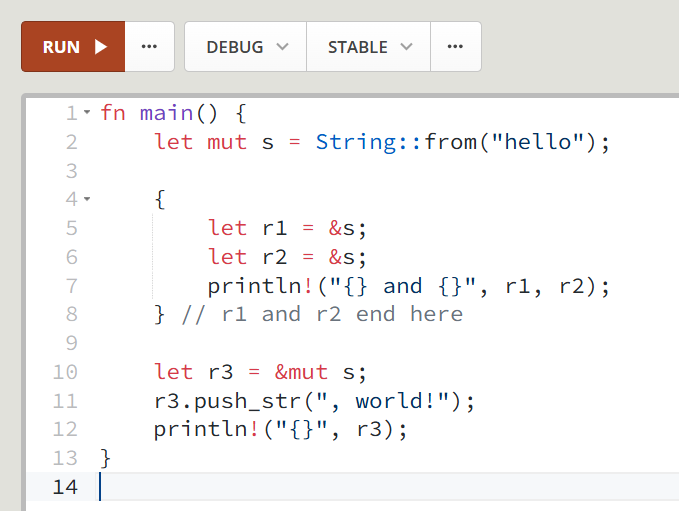 RUN ··· DEBUG STABLE ···
1 fn main() {
2     let mut s = String::from("hello");
3
4     {
5         let r1 = &s;
6         let r2 = &s;
7         println!("{} and {}", r1, r2);
8     } // r1 and r2 end here
9
10     let r3 = &mut s;
11     r3.push_str(", world!");
12     println!("{}", r3);
13 }
14